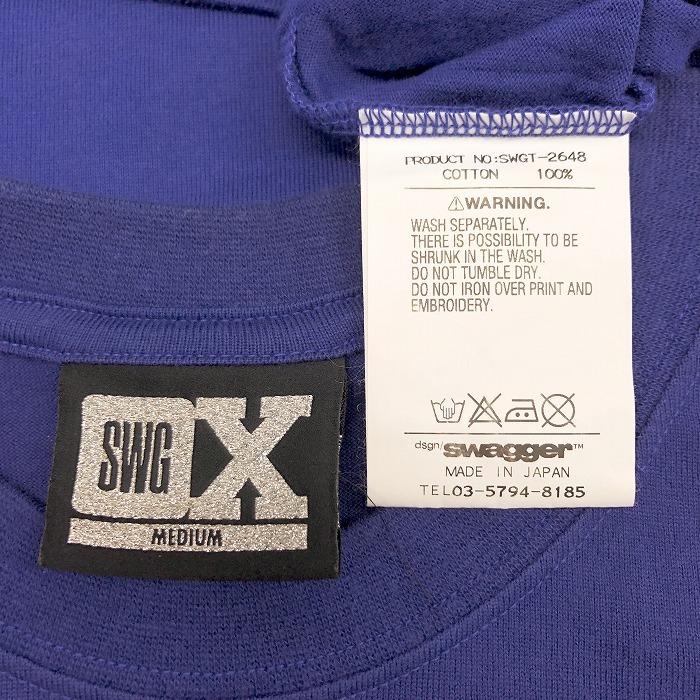 PRODUCT NO:SWGT-2648
COTTON 100%
⚠WARNING.
WASH SEPARATELY.
THERE IS POSSIBILITY TO BE
SHRUNK IN THE WASH.
DO NOT TUMBLE DRY.
DO NOT IRON OVER PRINT AND
EMBROIDERY.
dsgn/swagger™
MADE IN JAPAN
TEL03-5794-8185
SWG X
MEDIUM